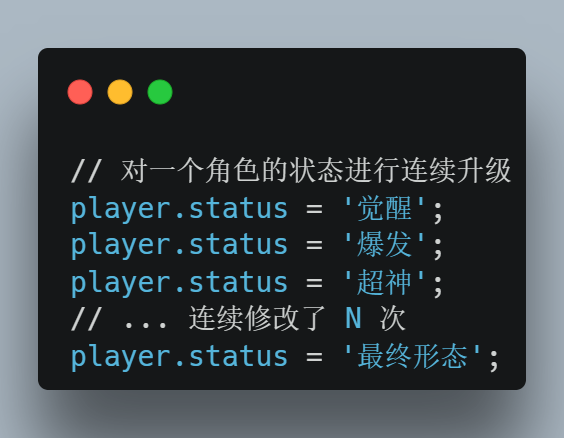 // 对一个角色的状态进行连续升级
player.status = '觉醒';
player.status = '爆发';
player.status = '超神';
// ... 连续修改了 N 次
player.status = '最终形态';